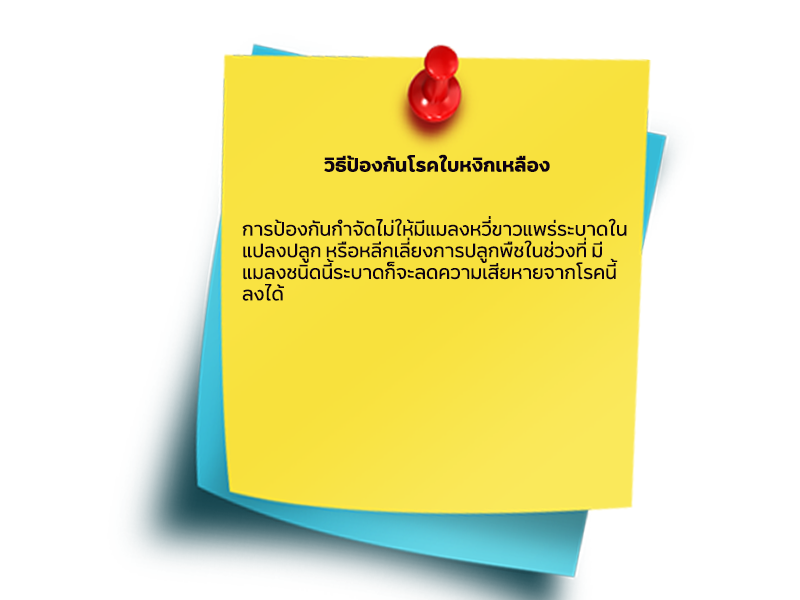 วิธีป้องกันโรคใบหงิกเหลือง
การป้องกันกำจัดไม่ให้มีแมลงหวี่ขาวแพร่ระบาดใน
แปลงปลูก หรือหลีกเลี่ยงการปลูกพืชในช่วงที่ มี
แมลงชนิดนี้ระบาดก็จะลดความเสียหายจากโรคนี้
ลงได้